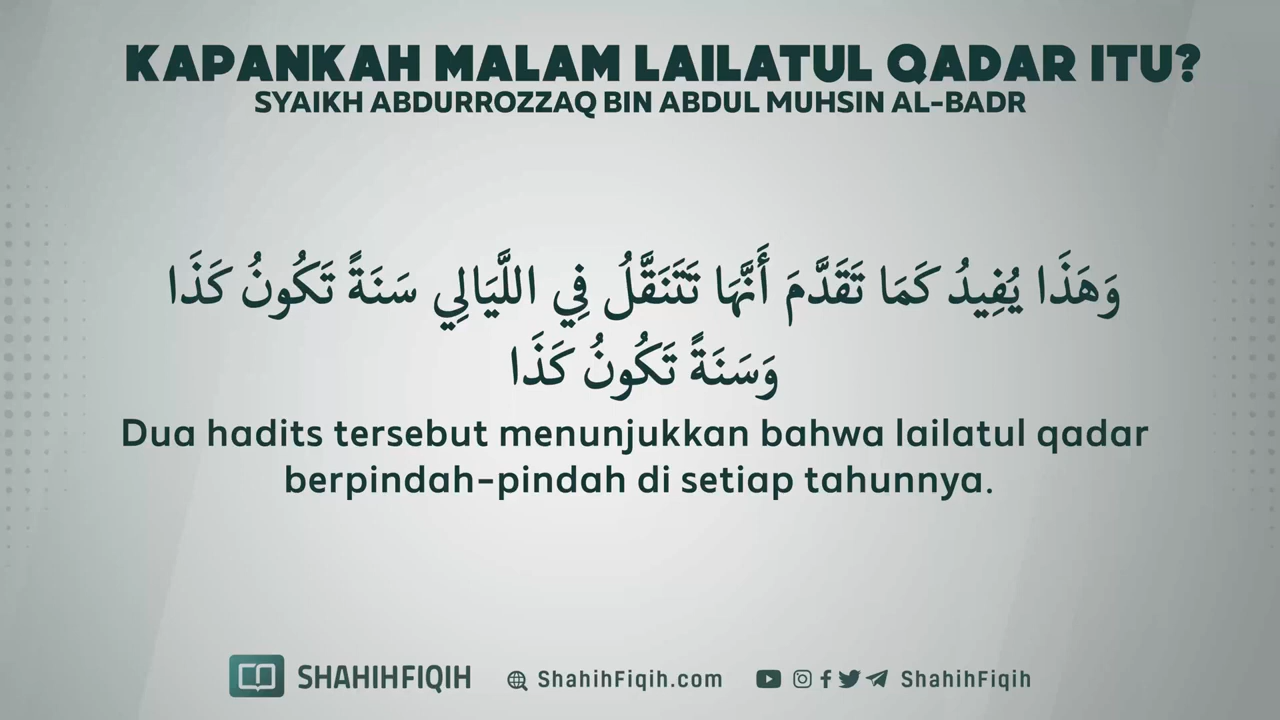 KAPANKAH MALAM LAILATUL QADAR ITU?
SYAIKH ABDURROZZAQ BIN ABDUL MUHSIN AL-BADR
وَهَذَا يُفِيدُ كَمَا تَقَدَّمَ أَنَّهَا تَتَنَقَّلُ فِي اللَّيَالِي سَنَةً تَكُونُ كَذَا
وَسَنَةً تَكُونُ كَذَا
Dua hadits tersebut menunjukkan bahwa lailatul qadar
berpindah-pindah di setiap tahunnya.
SHAHIHFIQIH ShahihFiqih.com ShahihFiqih